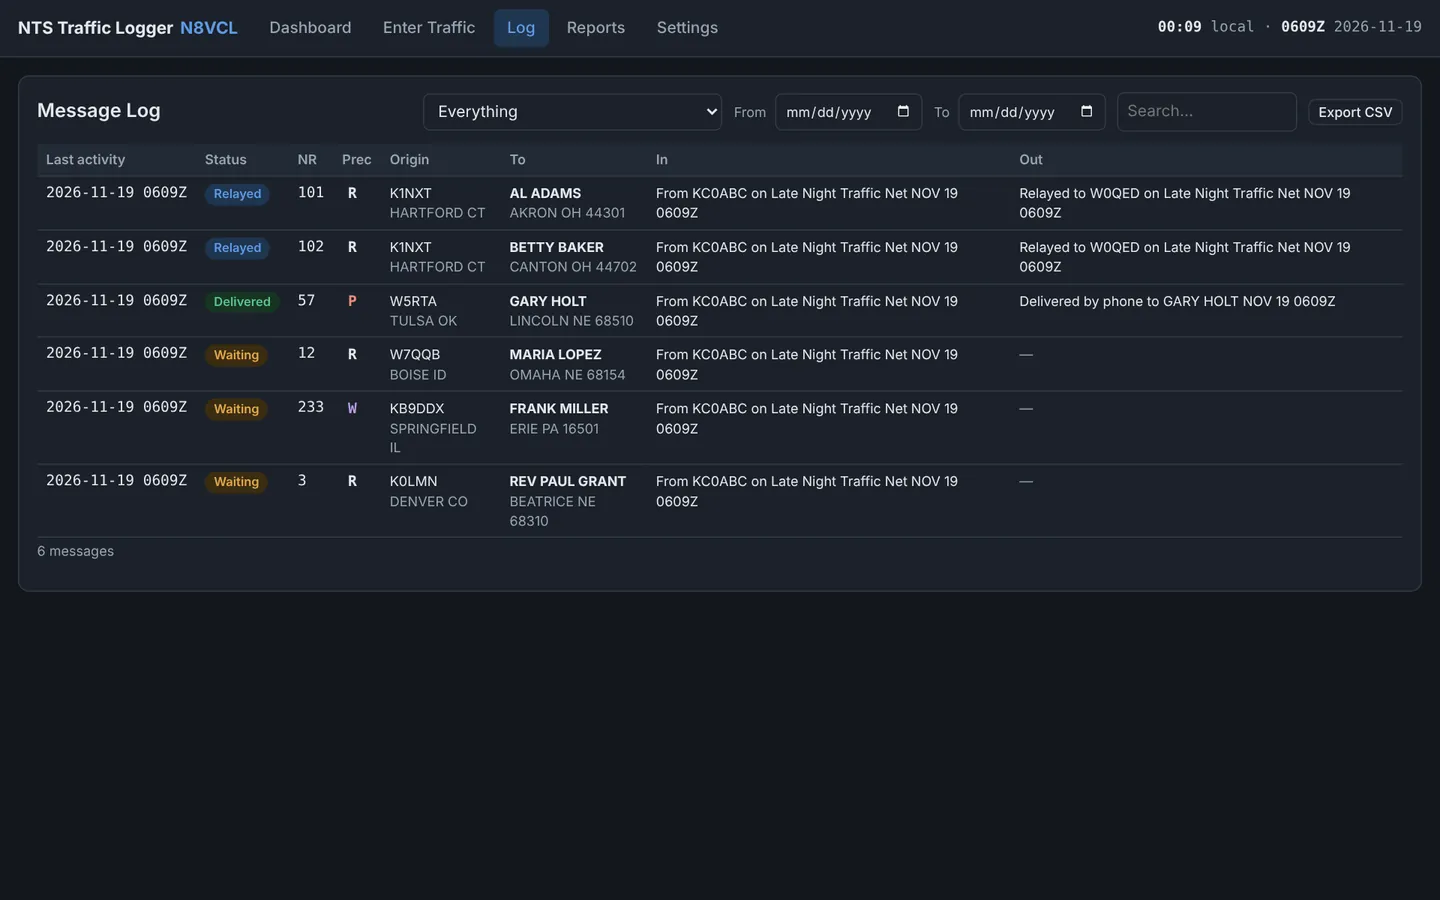 NTS Traffic Logger N8VCL Dashboard Enter Traffic Log Reports Settings 00:09 local · 0609Z 2026-11-19
Message Log Everything From mm/dd/yyyy To mm/dd/yyyy Search... Export CSV
Last activity Status NR Prec Origin To In Out
2026-11-19 0609Z Relayed 101 R K1NXT AL ADAMS From KC0ABC on Late Night Traffic Net NOV 19 Relayed to W0QED on Late Night Traffic Net NOV 19
HARTFORD CT AKRON OH 44301 0609Z 0609Z
2026-11-19 0609Z Relayed 102 R K1NXT BETTY BAKER From KC0ABC on Late Night Traffic Net NOV 19 Relayed to W0QED on Late Night Traffic Net NOV 19
HARTFORD CT CANTON OH 44702 0609Z 0609Z
2026-11-19 0609Z Delivered 57 P W5RTA GARY HOLT From KC0ABC on Late Night Traffic Net NOV 19 Delivered by phone to GARY HOLT NOV 19 0609Z
TULSA OK LINCOLN NE 68510 0609Z
2026-11-19 0609Z Waiting 12 R W7QQB MARIA LOPEZ From KC0ABC on Late Night Traffic Net NOV 19 —
BOISE ID OMAHA NE 68154 0609Z
2026-11-19 0609Z Waiting 233 W KB9DDX FRANK MILLER From KC0ABC on Late Night Traffic Net NOV 19 —
SPRINGFIELD ERIE PA 16501 0609Z
IL
2026-11-19 0609Z Waiting 3 R K0LMN REV PAUL GRANT From KC0ABC on Late Night Traffic Net NOV 19 —
DENVER CO BEATRICE NE 0609Z
68310
6 messages